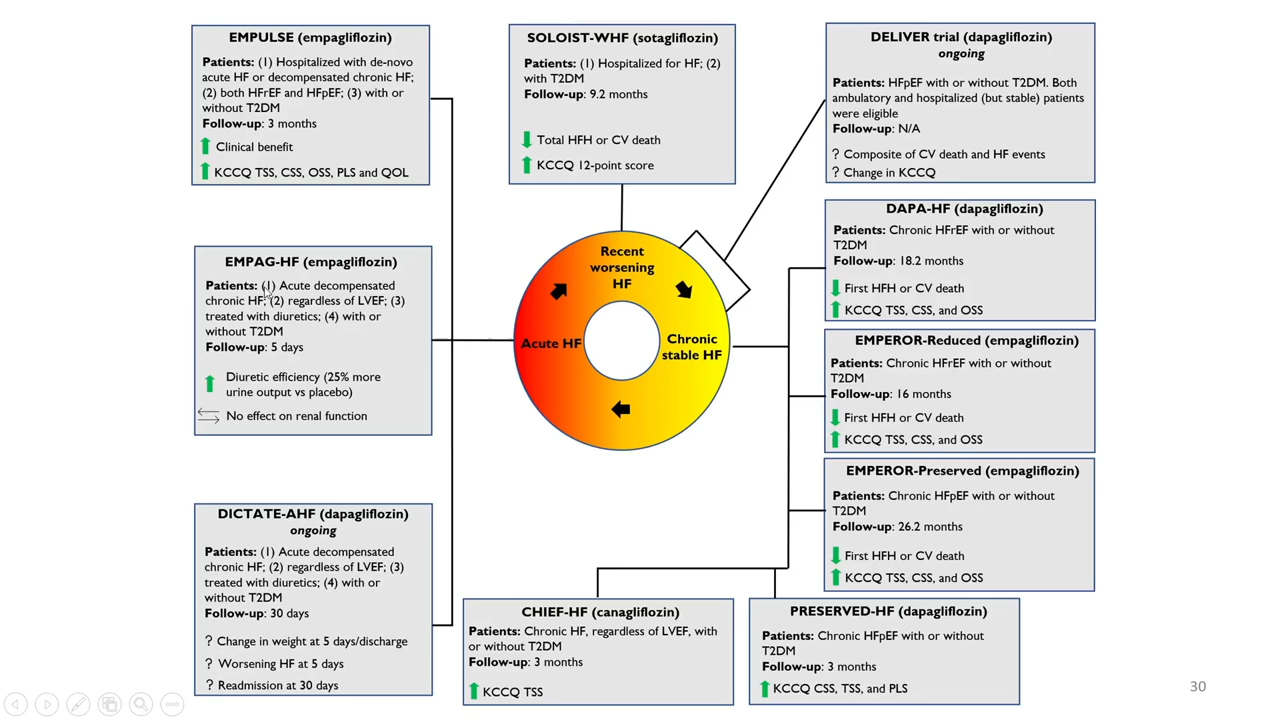 EMPULSE (empagliflozin)
Patients: (1) Hospitalized with de-novo
acute HF or decompensated chronic HF;
(2) both HFrEF and HFpEF; (3) with or
without T2DM
Follow-up: 3 months
Clinical benefit
KCCQ TSS, CSS, OSS, PLS and QOL
SOLOIST-WHF (sotagliflozin)
Patients: (1) Hospitalized for HF; (2)
with T2DM
Follow-up: 9.2 months
Total HFH or CV death
KCCQ 12-point score
DELIVER trial (dapagliflozin)
ongoing
Patients: HFpEF with or without T2DM. Both
ambulatory and hospitalized (but stable) patients
were eligible
Follow-up: N/A
? Composite of CV death and HF events
? Change in KCCQ
EMPAG-HF (empagliflozin)
Patients: (1) Acute decompensated
chronic HF; (2) regardless of LVEF; (3)
treated with diuretics; (4) with or
without T2DM
Follow-up: 5 days
Diuretic efficiency (25% more
urine output vs placebo)
No effect on renal function
Recent
worsening
HF
Acute HF
Chronic
stable HF
DAPA-HF (dapagliflozin)
Patients: Chronic HFrEF with or without
T2DM
Follow-up: 18.2 months
First HFH or CV death
KCCQ TSS, CSS, and OSS
EMPEROR-Reduced (empagliflozin)
Patients: Chronic HFrEF with or without
T2DM
Follow-up: 16 months
First HFH or CV death
KCCQ TSS, CSS, and OSS
EMPEROR-Preserved (empagliflozin)
Patients: Chronic HFpEF with or without
T2DM
Follow-up: 26.2 months
First HFH or CV death
KCCQ TSS, CSS, and OSS
DICTATE-AHF (dapagliflozin)
ongoing
Patients: (1) Acute decompensated
chronic HF; (2) regardless of LVEF; (3)
treated with diuretics; (4) with or
without T2DM
Follow-up: 30 days
? Change in weight at 5 days/discharge
? Worsening HF at 5 days
? Readmission at 30 days
CHIEF-HF (canagliflozin)
Patients: Chronic HF, regardless of LVEF, with
or without T2DM
Follow-up: 3 months
KCCQ TSS
PRESERVED-HF (dapagliflozin)
Patients: Chronic HFpEF with or without
T2DM
Follow-up: 3 months
KCCQ CSS, TSS, and PLS
30